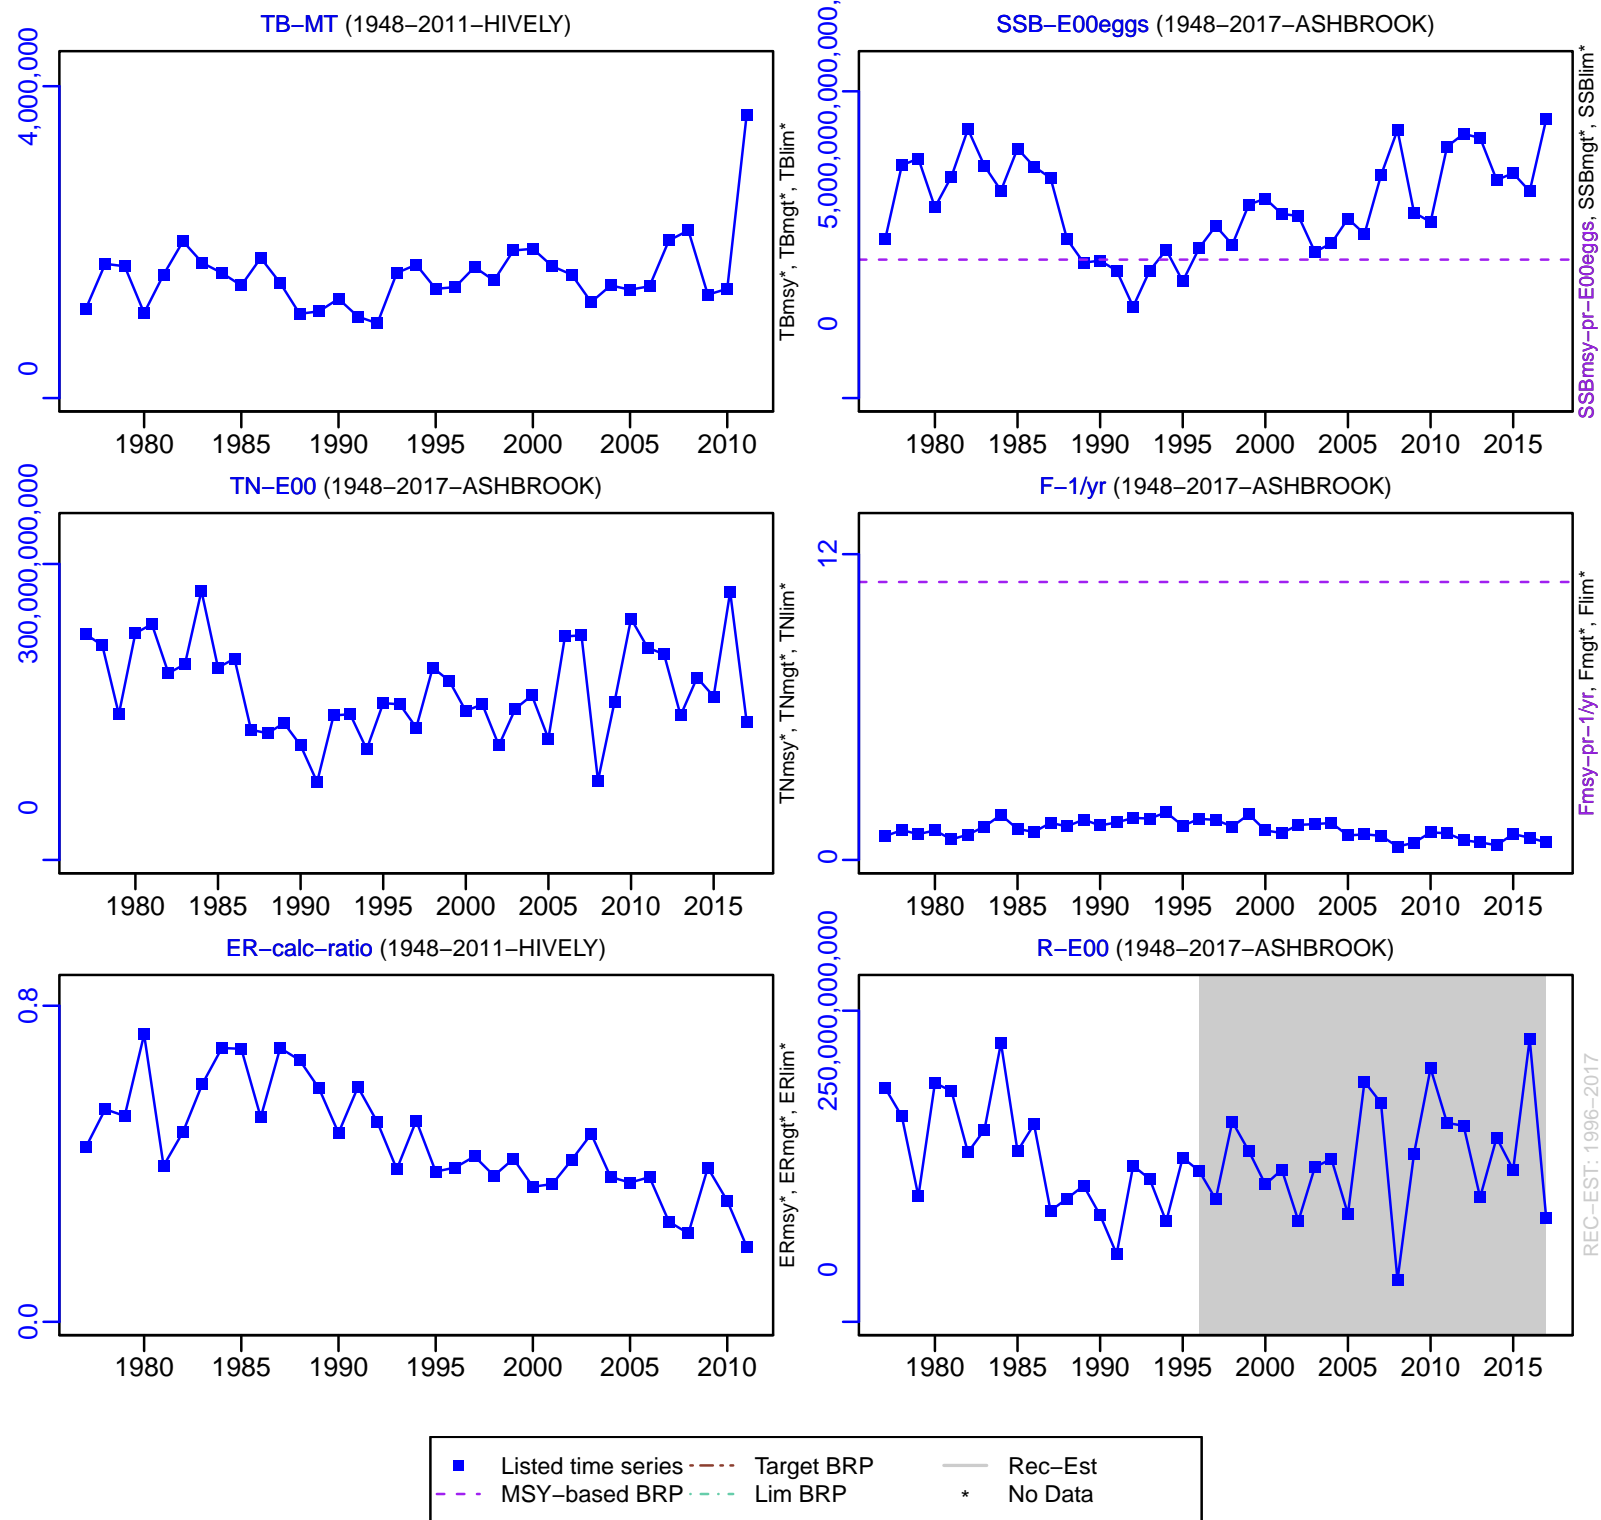 TB−MT (1948−2011−HIVELY)
4,000,000
0
TBmsy*, TBmgt*, TBlim*
1980 1985 1990 1995 2000 2005 2010
SSB−E00eggs (1948−2017−ASHBROOK)
5,000,000,000,000,
0
SSBmsy−pr−E00eggs, SSBmgt*, SSBlim*
1980 1985 1990 1995 2000 2005 2010 2015
TN−E00 (1948−2017−ASHBROOK)
300,000,000,000
0
TNmsy*, TNmgt*, TNlim*
1980 1985 1990 1995 2000 2005 2010 2015
F−1/yr (1948−2017−ASHBROOK)
12
0
Fmsy−pr−1/yr, Fmgt*, Flim*
1980 1985 1990 1995 2000 2005 2010 2015
ER−calc−ratio (1948−2011−HIVELY)
0.8
0.0
ERmsy*, ERmgt*, ERlim*
1980 1985 1990 1995 2000 2005 2010
R−E00 (1948−2017−ASHBROOK)
250,000,000,000
0
REC−EST: 1996−2017
1980 1985 1990 1995 2000 2005 2010 2015
Listed time series Target BRP Rec−Est
MSY−based BRP Lim BRP * No Data